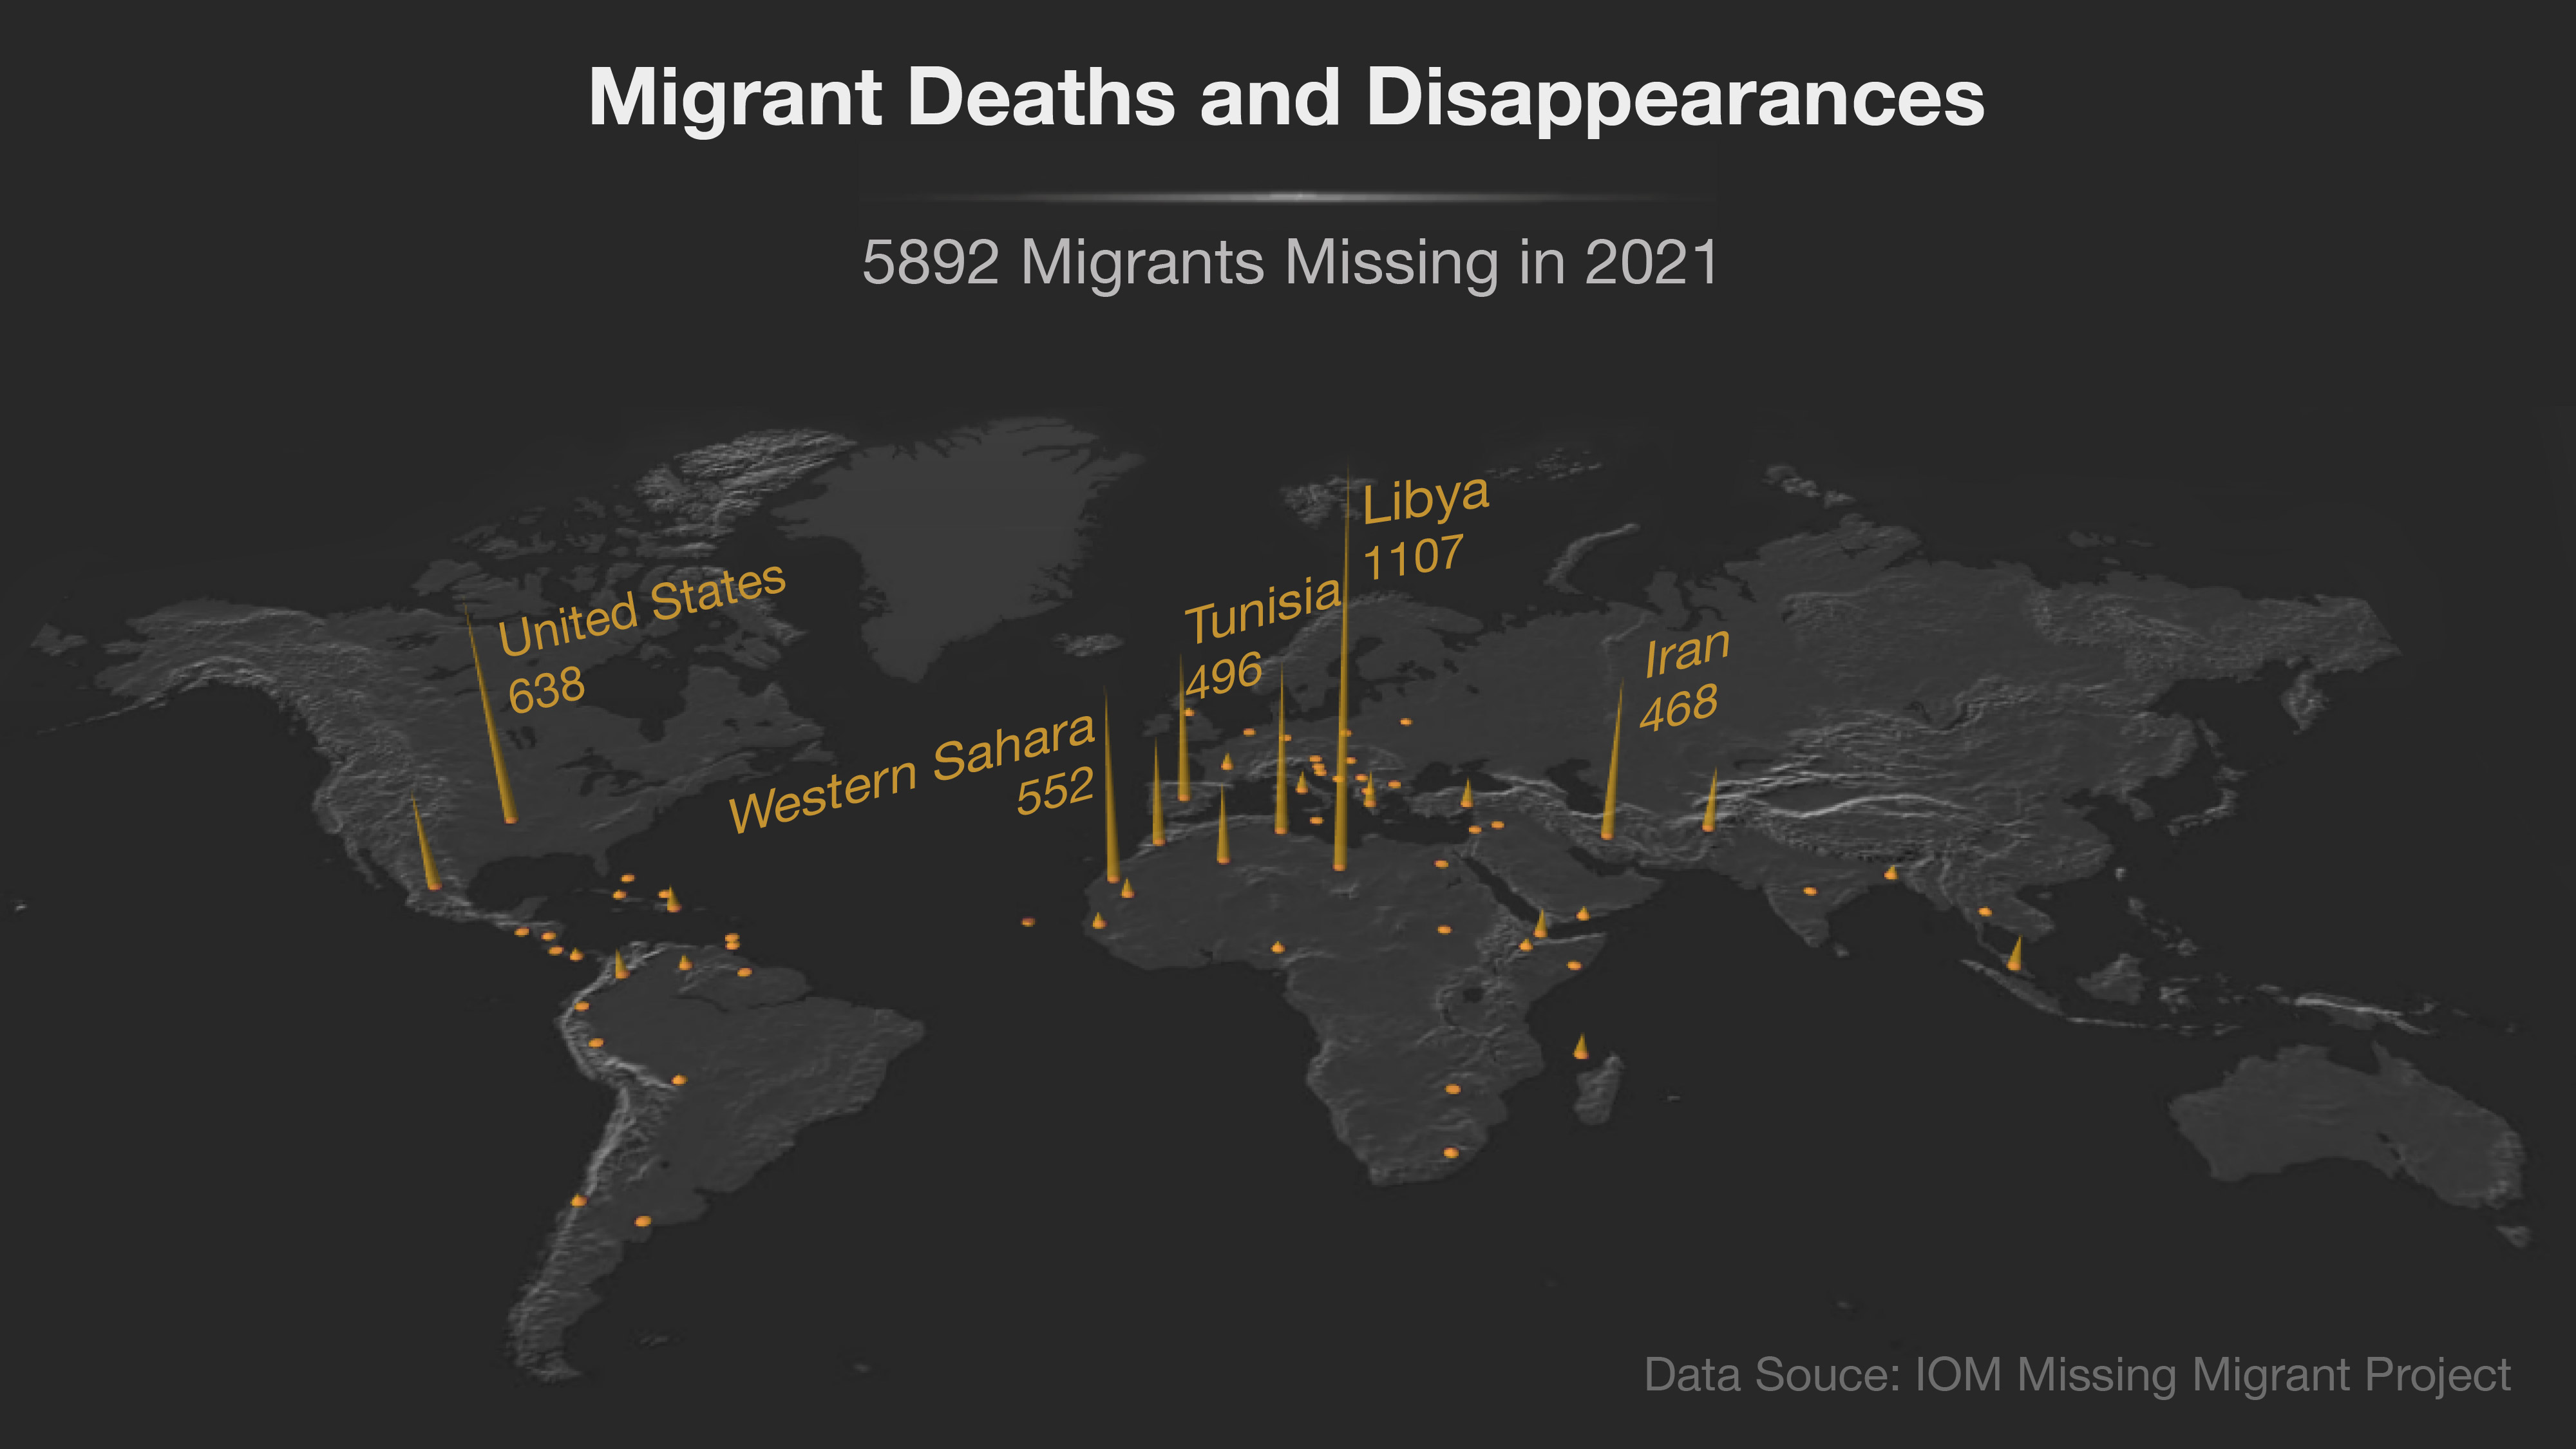 Migrant Deaths and Disappearances
5892 Migrants Missing in 2021
Libya
1107
United States
638
Tunisia
496
Iran
468
Western Sahara
552
Data Souce: IOM Missing Migrant Project